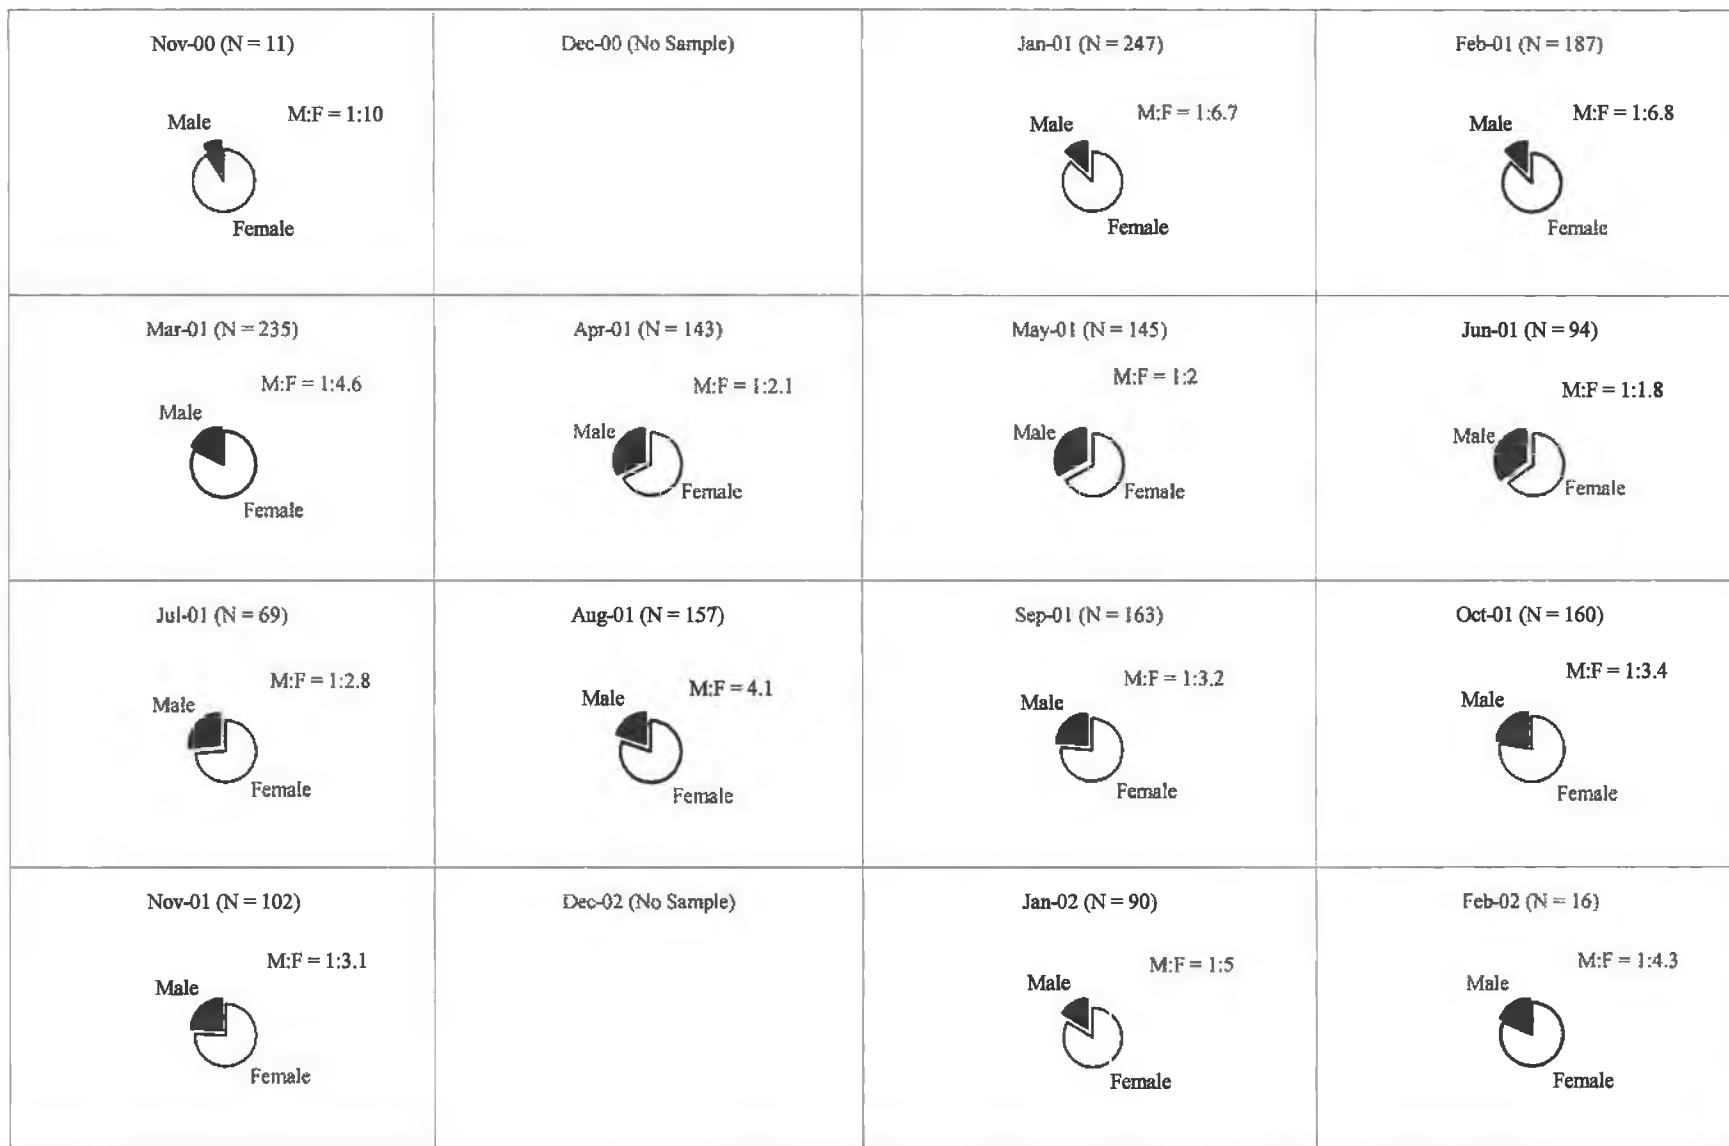 Nov-00 (N = 11)
M:F = 1:10
Male
Female
Dec-00 (No Sample)
Jan-01 (N = 247)
M:F = 1:6.7
Male
Female
Feb-01 (N = 187)
M:F = 1:6.8
Male
Female
Mar-01 (N = 235)
M:F = 1:4.6
Male
Female
Apr-01 (N = 143)
M:F = 1:2.1
Male
Female
May-01 (N = 145)
M:F = 1:2
Male
Female
Jun-01 (N = 94)
M:F = 1:1.8
Male
Female
Jul-01 (N = 69)
M:F = 1:2.8
Male
Female
Aug-01 (N = 157)
M:F = 4.1
Male
Female
Sep-01 (N = 163)
M:F = 1:3.2
Male
Female
Oct-01 (N = 160)
M:F = 1:3.4
Male
Female
Nov-01 (N = 102)
M:F = 1:3.1
Male
Female
Dec-02 (No Sample)
Jan-02 (N = 90)
M:F = 1:5
Male
Female
Feb-02 (N = 16)
M:F = 1:4.3
Male
Female